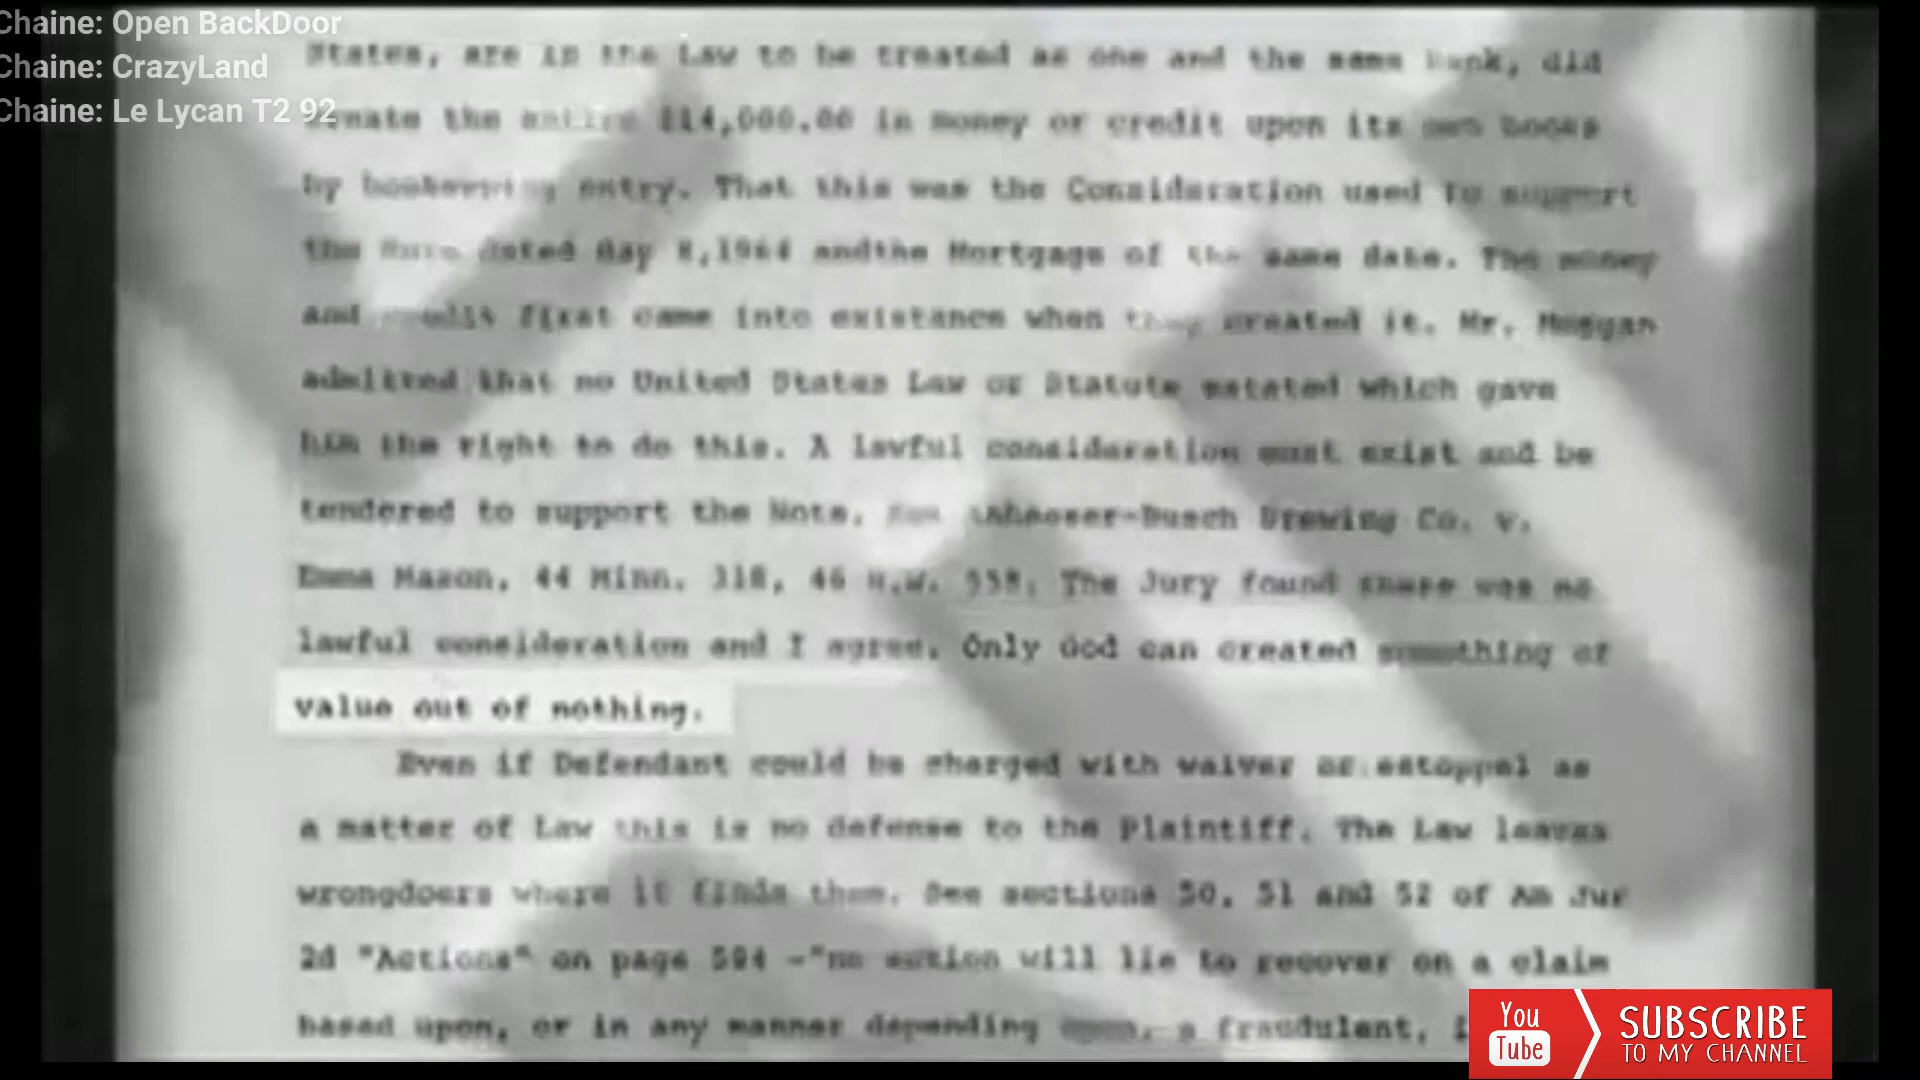 Chaine: Open BackDoor
Chaine: CrazyLand
Chaine: Le Lycan T2 92
States, are in the Law to be treated as one and the same Bank, did
the entire $14,000.00 in money or credit upon its own books
by bookkeeping entry. That this was the Consideration used to support
the Note dated May 8,1964 andthe Mortgage of the same date. The money
and credit first came into existance when they created it. Mr. Morgan
admitted that no United States Law or Statute which gave
him the right to do this. A lawful consideration must exist and be
tendered to support the Note. See Anheuser-Busch Brewing Co. v.
Emma Mason, 44 Minn. 318, 46 N.W. 558. The Jury found there was no
lawful consideration and I agree. Only God can created something of
value out of nothing.
Even if Defendant could be charged with waiver or estoppel as
a matter of Law this is no defense to the Plaintiff. The Law leaves
wrongdoers where it finds them. See sections 50, 51 and 52 of Am Jur
2d "Actions" on page 584 -"no action will lie to recover on a claim
based upon, or in any manner depending upon, a fraudulent,
You Tube
SUBSCRIBE
TO MY CHANNEL